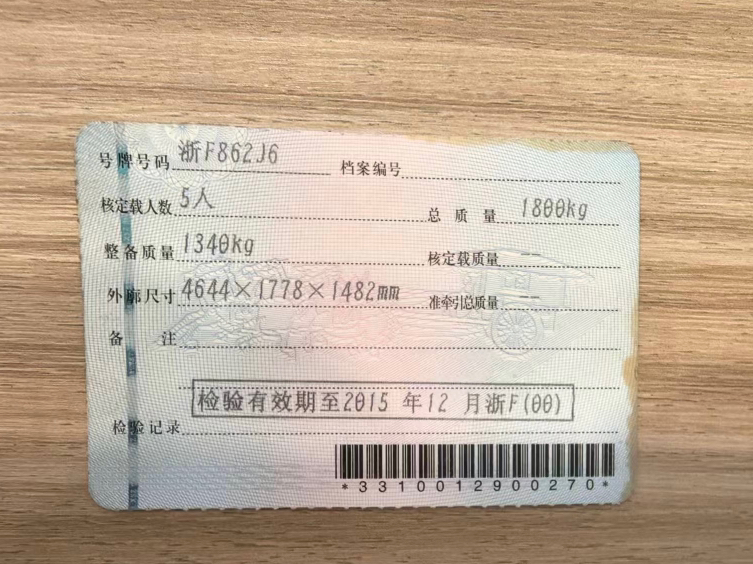 号牌号码 浙F862J6 档案编号
核定载人数 5人 总质量 1800kg
整备质量 1340kg 核定载质量 --
外廓尺寸 4644×1778×1482mm 准牵引总质量 --
备注
检验有效期至2015 年12 月浙F(00)
检验记录
*3310012900270*